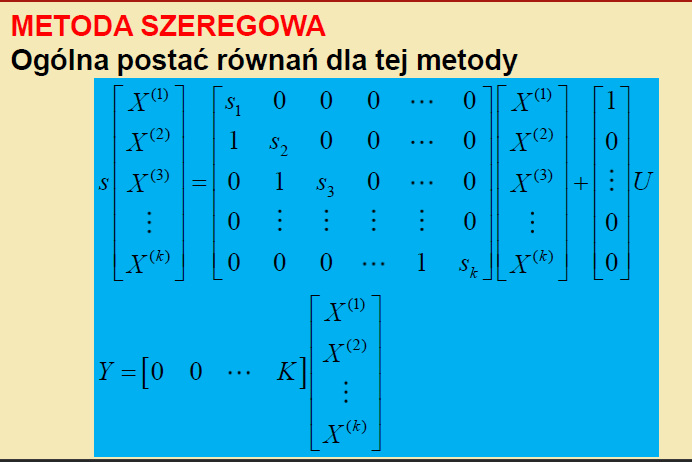 METODA SZEREGOWA
Ogólna postać równań dla tej metody
s [X^(1) X^(2) X^(3) ⋮ X^(k)] = [s_1 0 0 0 ⋯ 0; 1 s_2 0 0 ⋯ 0; 0 1 s_3 0 ⋯ 0; 0 ⋮ ⋮ ⋮ ⋮ 0; 0 0 0 ⋯ 1 s_k] [X^(1) X^(2) X^(3) ⋮ X^(k)] + [1 0 ⋮ 0 0] U
Y = [0 0 ⋯ K] [X^(1) X^(2) ⋮ X^(k)]